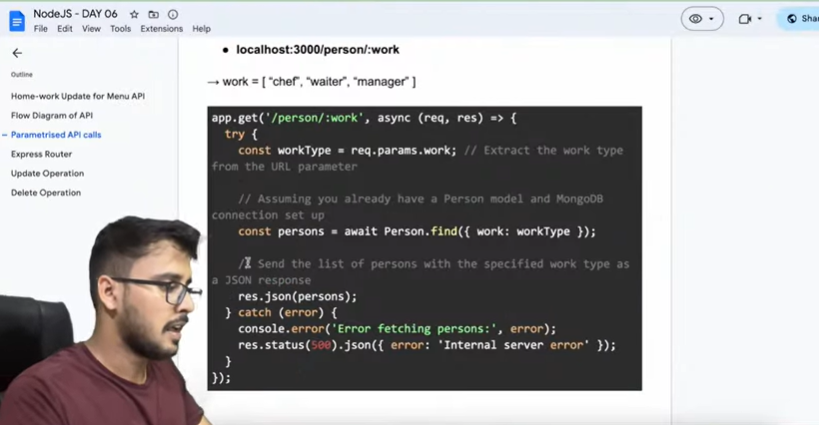 NodeJS - DAY 06
File Edit View Tools Extensions Help
Outline
Home-work Update for Menu API
Flow Diagram of API
Parametrised API calls
Express Router
Update Operation
Delete Operation
• localhost:3000/person/:work
→ work = [ “chef”, “waiter”, “manager” ]
app.get('/person/:work', async (req, res) => {
try {
const workType = req.params.work; // Extract the work type
from the URL parameter
// Assuming you already have a Person model and MongoDB
connection set up
const persons = await Person.find({ work: workType });
// Send the list of persons with the specified work type as
a JSON response
res.json(persons);
} catch (error) {
console.error('Error fetching persons:', error);
res.status(500).json({ error: 'Internal server error' });
}
});